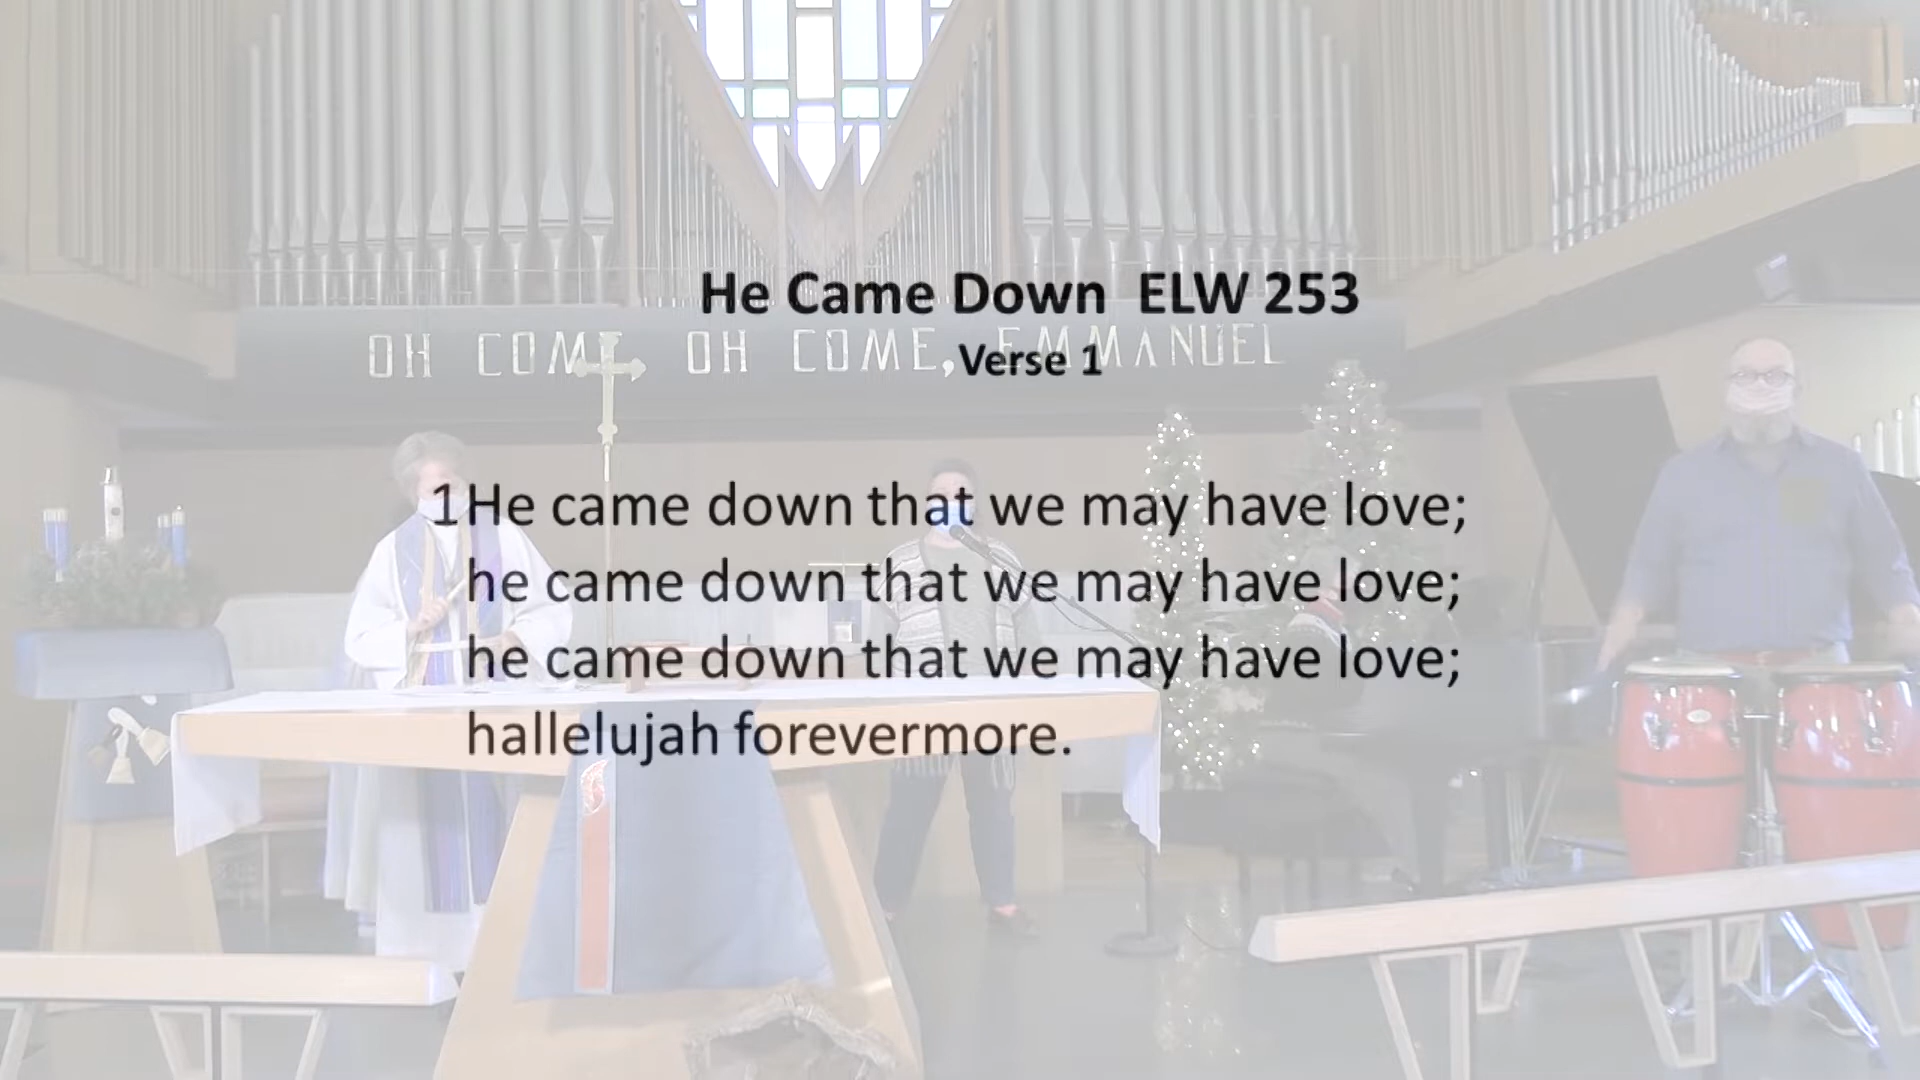 He Came Down ELW 253
OH COME, OH COME, EMMANUEL
Verse 1
1 He came down that we may have love;
he came down that we may have love;
he came down that we may have love;
hallelujah forevermore.